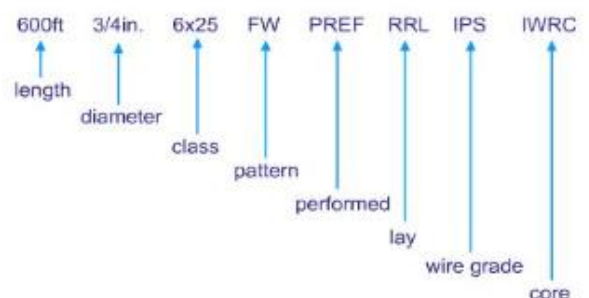 600ft 3/4in. 6x25 FW PREF RRL IPS IWRC
length
diameter
class
pattern
performed
lay
wire grade
core